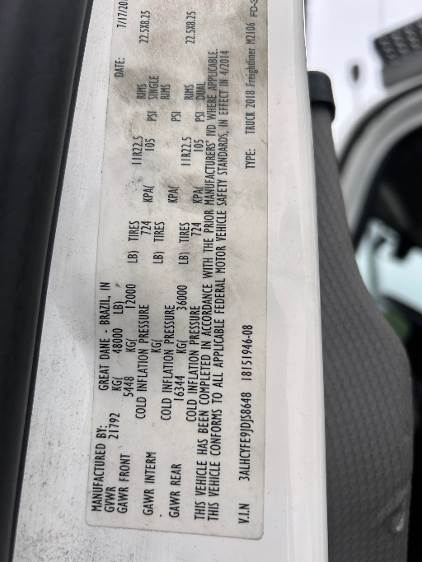 MANUFACTURED BY: GREAT DANE - BRAZIL, IN DATE: 7/17/20
GVWR 21792 KG( 48000 LB)
GAWR FRONT 5448 KG( 12000 LB) TIRES 11R22.5 RIMS 22.5X8.25
COLD INFLATION PRESSURE 724 KPA( 105 PSI SINGLE
GAWR INTERM KG( LB) TIRES RIMS
COLD INFLATION PRESSURE KPA( PSI
GAWR REAR 16344 KG( 36000 LB) TIRES 11R22.5 RIMS 22.5X8.25
COLD INFLATION PRESSURE 724 KPA( 105 PSI DUAL
THIS VEHICLE HAS BEEN COMPLETED IN ACCORDANCE WITH THE PRIOR MANUFACTURERS' IVD WHERE APPLICABLE.
THIS VEHICLE CONFORMS TO ALL APPLICABLE FEDERAL MOTOR VEHICLE SAFETY STANDARDS, IN EFFECT IN 4/2014
V.I.N 3ALHCYFE9JDJS8648 18151946-08 TYPE: TRUCK 2018 Freightliner M2106 FD-